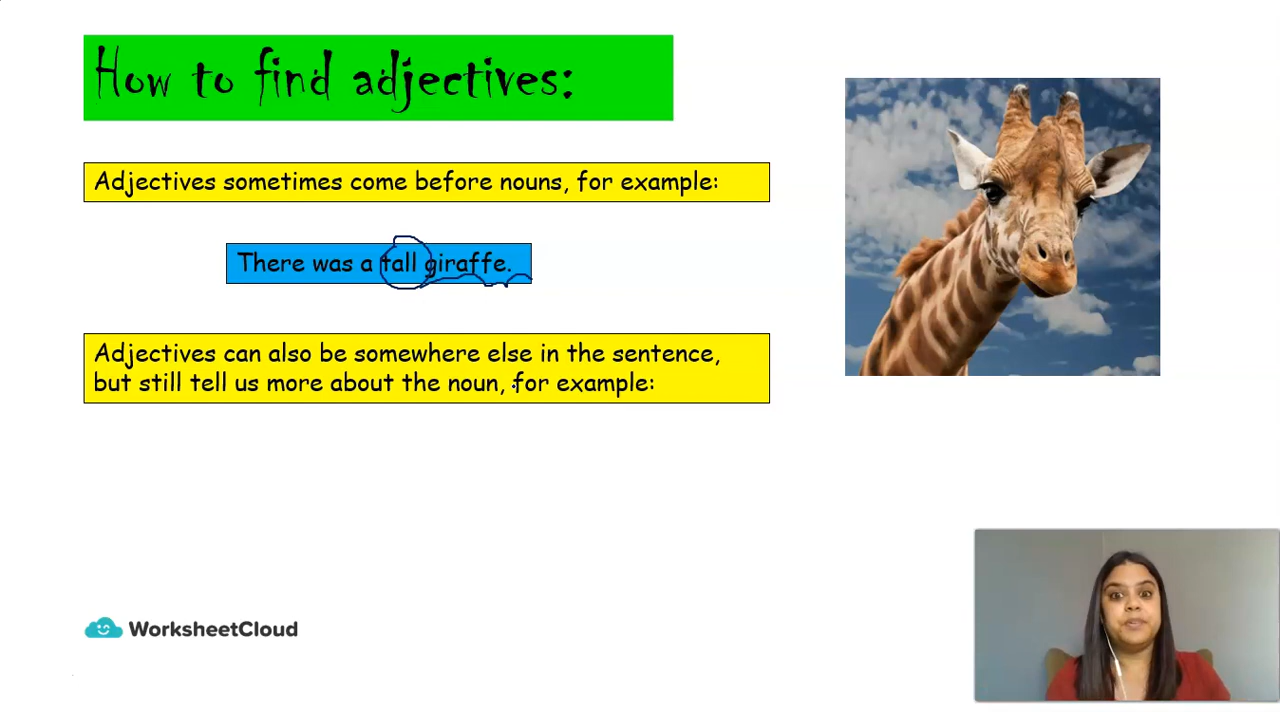 How to find adjectives:
Adjectives sometimes come before nouns, for example:
There was a tall giraffe.
Adjectives can also be somewhere else in the sentence,
but still tell us more about the noun, for example:
WorksheetCloud